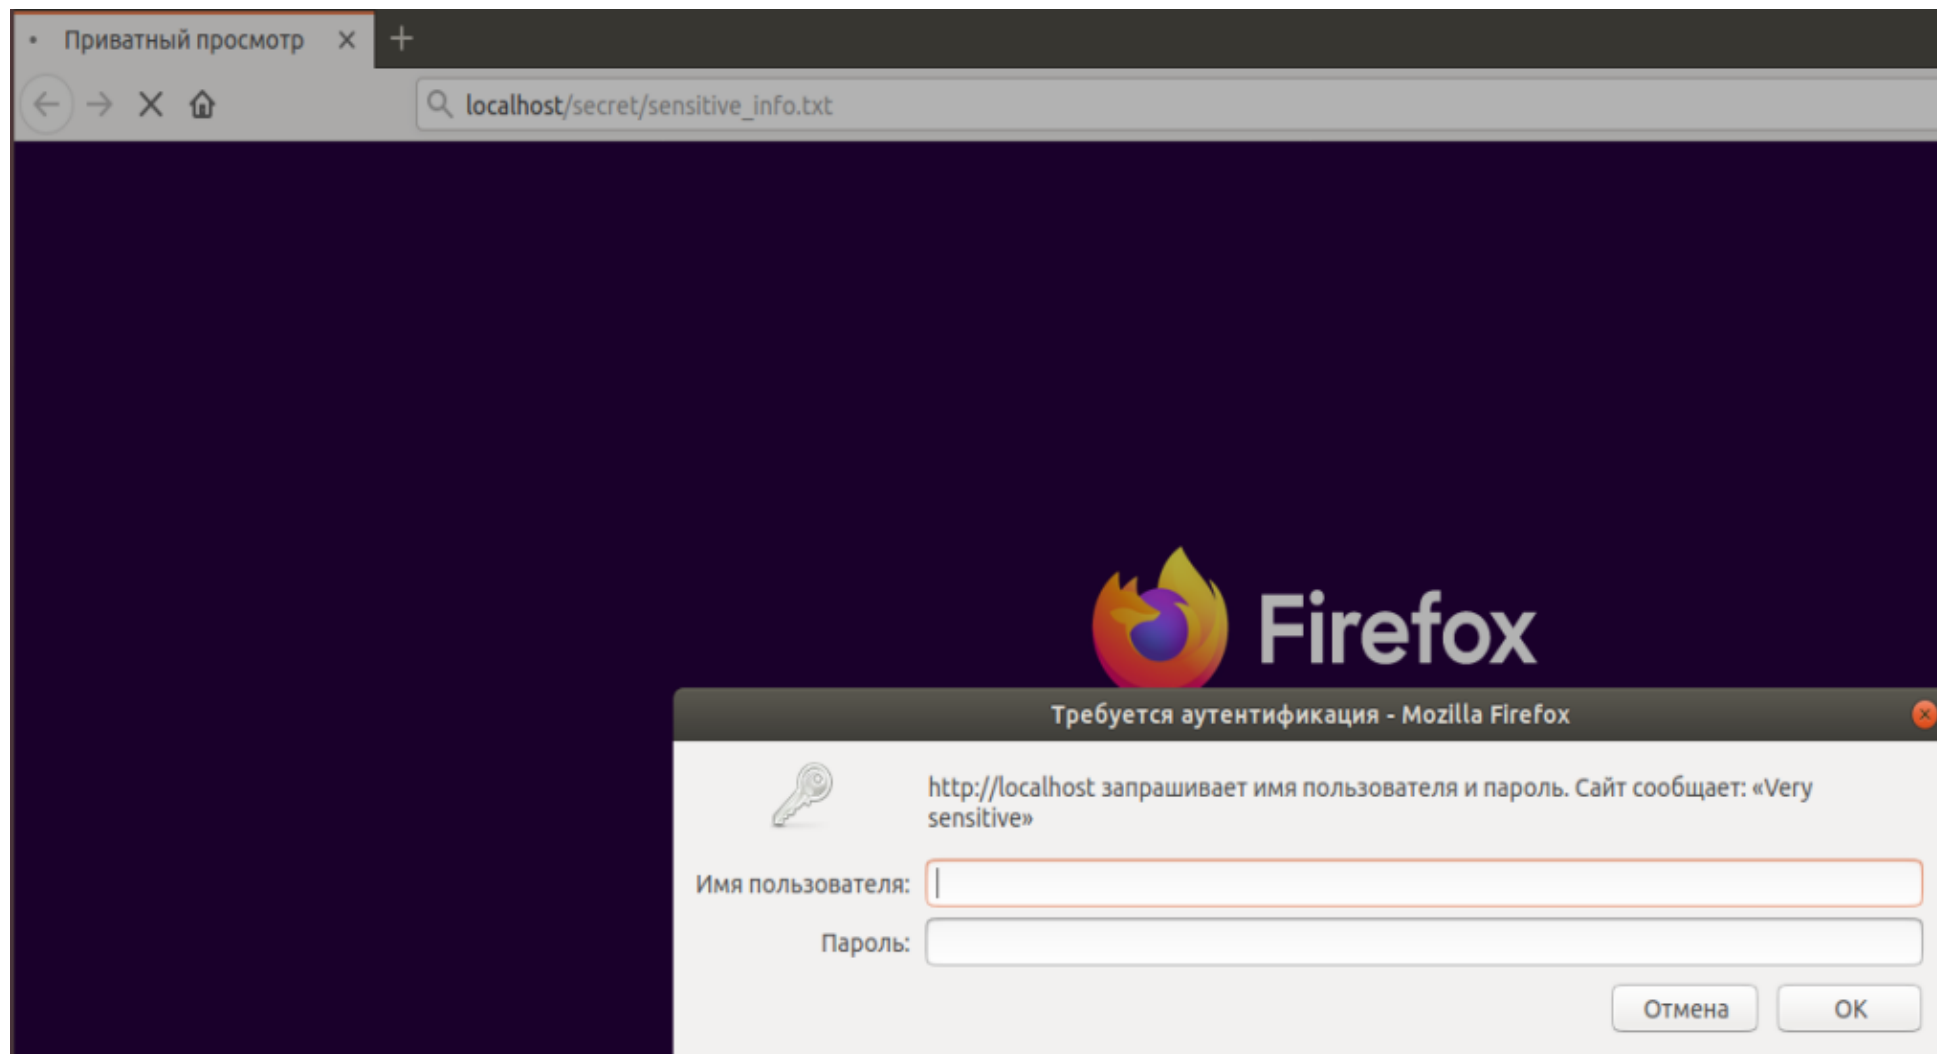 Приватный просмотр
localhost/secret/sensitive_info.txt
Firefox
Требуется аутентификация - Mozilla Firefox
http://localhost запрашивает имя пользователя и пароль. Сайт сообщает: «Very
sensitive»
Имя пользователя:
Пароль:
Отмена
OK